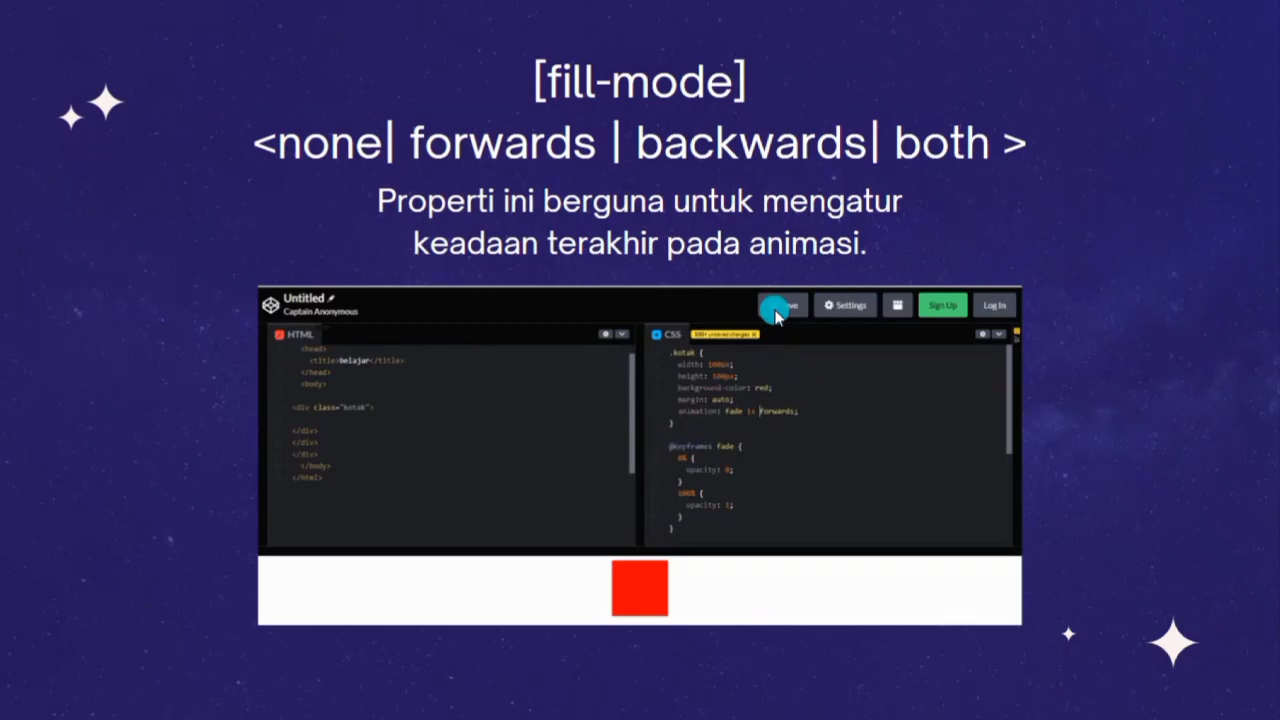 [fill-mode]
<none| forwards | backwards| both >
Properti ini berguna untuk mengatur
keadaan terakhir pada animasi.
Untitled
Captain Anonymous
Settings
Sign Up
Log In
HTML
<head>
<title>belajar</title>
</head>
<body>
<div class="kotak">
</div>
</div>
</div>
</body>
</html>
CSS
.kotak {
width: 100px;
height: 100px;
background-color: red;
margin: auto;
animation: fade 1s forwards;
}
@keyframes fade {
0% {
opacity: 0;
}
100% {
opacity: 1;
}
}